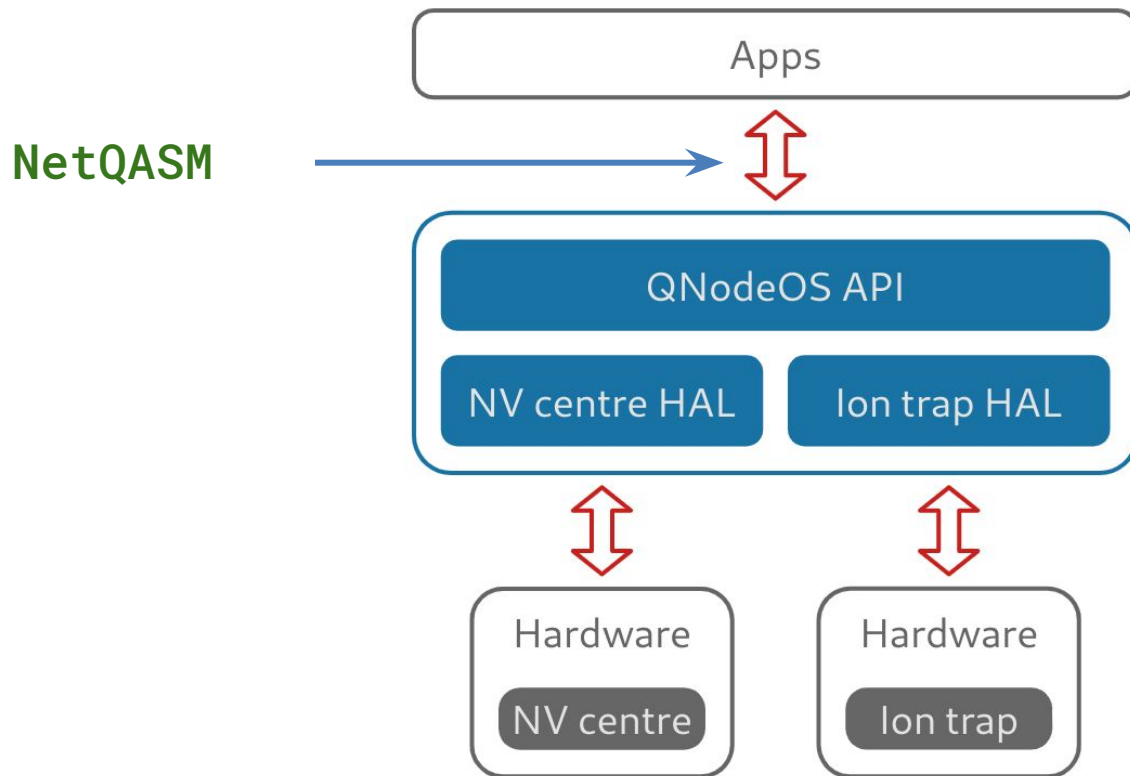 Apps
NetQASM
QNodeOS API
NV centre HAL
Ion trap HAL
Hardware
Hardware
NV centre
Ion trap